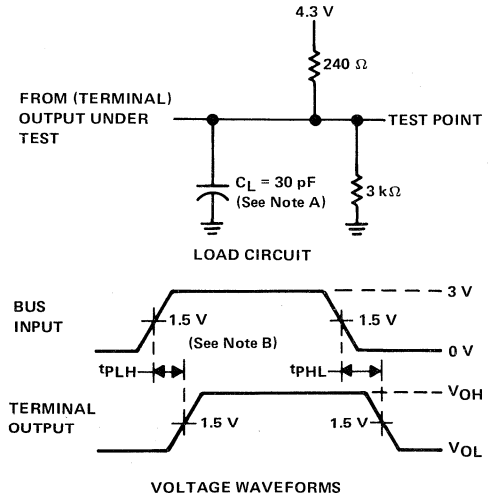 4.3 V
240 Ω
FROM (TERMINAL)
OUTPUT UNDER
TEST
TEST POINT
CL = 30 pF
(See Note A)
3 kΩ
LOAD CIRCUIT
BUS
INPUT
3 V
1.5 V
1.5 V
(See Note B)
0 V
tPLH
tPHL
VOH
TERMINAL
OUTPUT
1.5 V
1.5 V
VOL
VOLTAGE WAVEFORMS